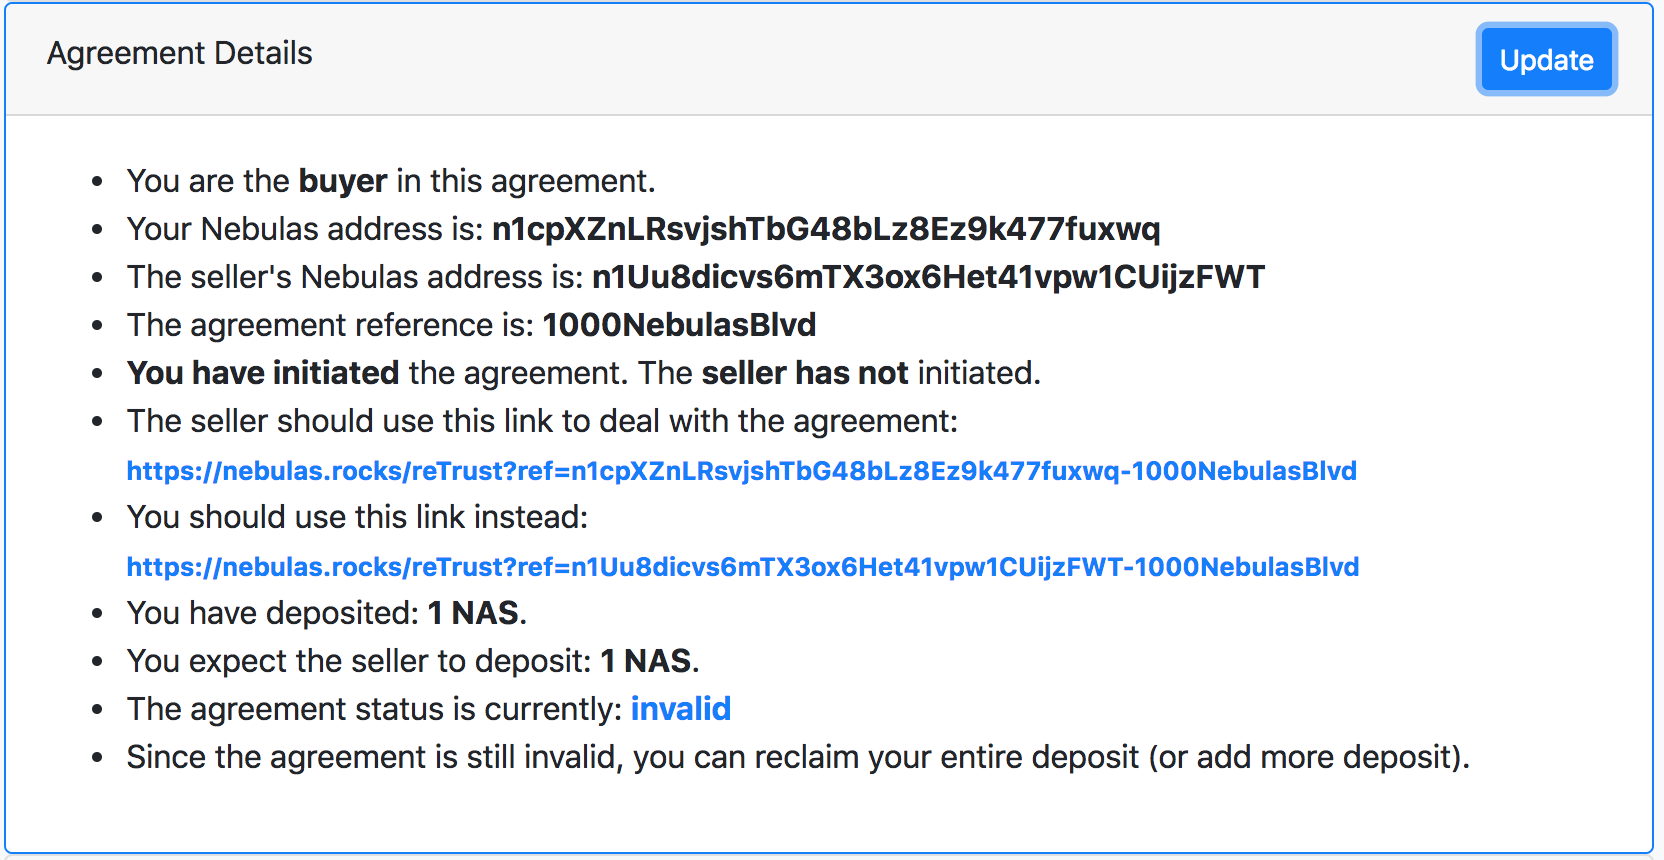 Agreement Details
Update
• You are the buyer in this agreement.
• Your Nebulas address is: n1cpXZnLRsvjshTbG48bLz8Ez9k477fuxwq
• The seller's Nebulas address is: n1Uu8dicvs6mTX3ox6Het41vpw1CUijzFWT
• The agreement reference is: 1000NebulasBlvd
• You have initiated the agreement. The seller has not initiated.
• The seller should use this link to deal with the agreement:
https://nebulas.rocks/reTrust?ref=n1cpXZnLRsvjshTbG48bLz8Ez9k477fuxwq-1000NebulasBlvd
• You should use this link instead:
https://nebulas.rocks/reTrust?ref=n1Uu8dicvs6mTX3ox6Het41vpw1CUijzFWT-1000NebulasBlvd
• You have deposited: 1 NAS.
• You expect the seller to deposit: 1 NAS.
• The agreement status is currently: invalid
• Since the agreement is still invalid, you can reclaim your entire deposit (or add more deposit).